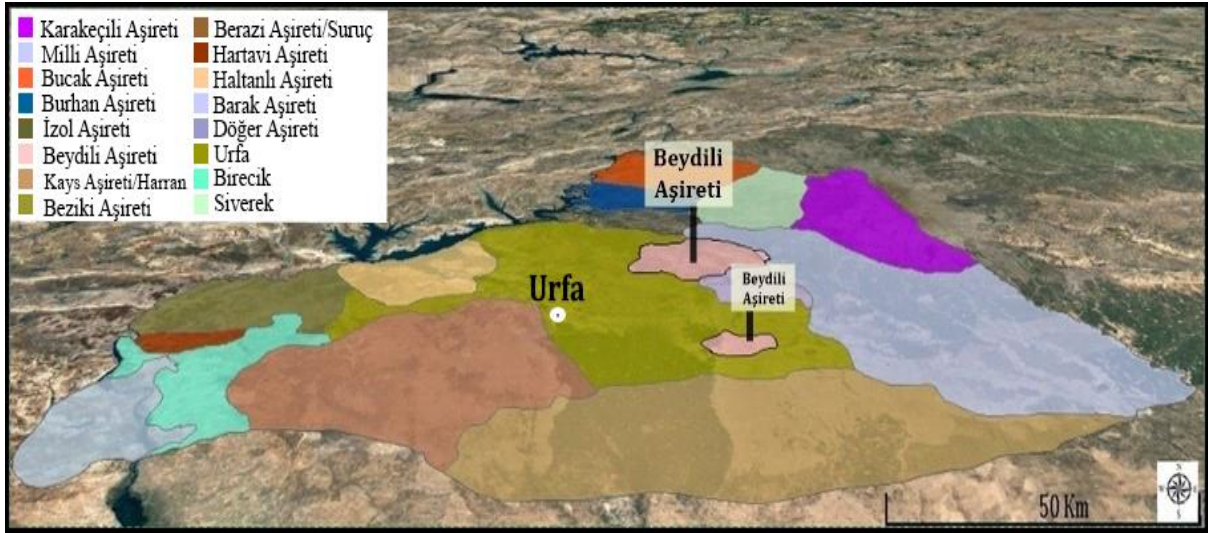 Karakeçili Aşireti
Milli Aşireti
Bucak Aşireti
Burhan Aşireti
İzol Aşireti
Beydili Aşireti
Kays Aşireti/Harran
Beziki Aşireti
Berazi Aşireti/Suruç
Hartavi Aşireti
Haltanlı Aşireti
Barak Aşireti
Döğer Aşireti
Urfa
Birecik
Siverek
Beydili
Aşireti
Beydili
Aşireti
Urfa
50 Km
N
S